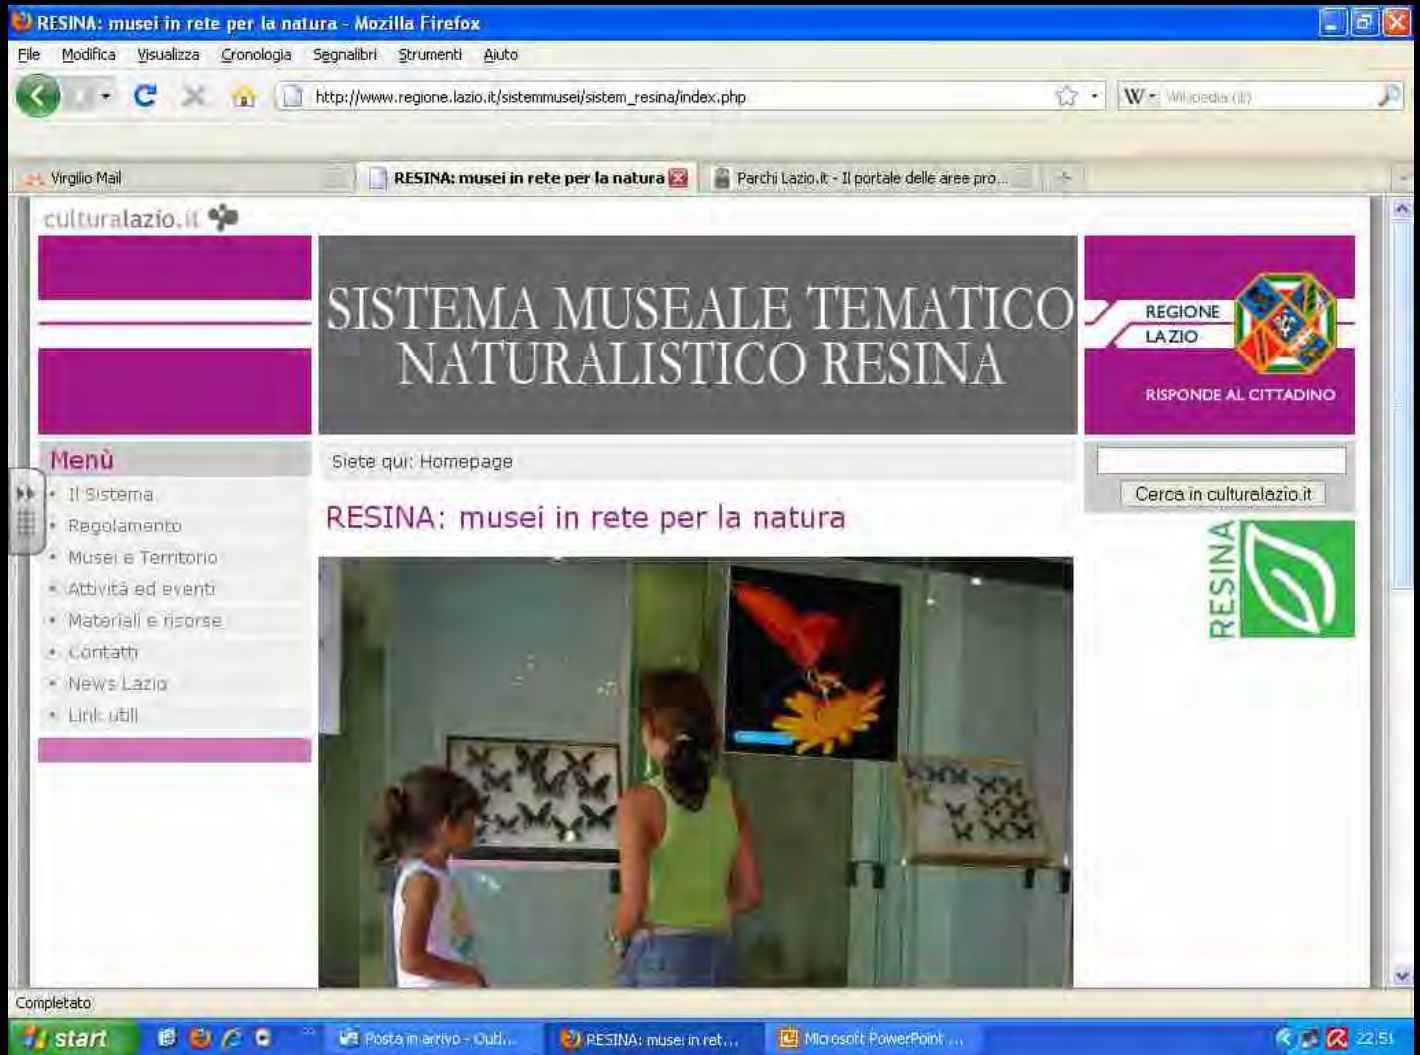 RESINA: musei in rete per la natura - Mozilla Firefox
File Modifica Visualizza Cronologia Segnalibri Strumenti Aiuto
http://www.regione.lazio.it/sistemmusei/sistem_resina/index.php
W Wikipedia (it)
Virgilio Mail
RESINA: musei in rete per la natura
Parchi Lazio.it - Il portale delle aree pro...
culturalazio.it
SISTEMA MUSEALE TEMATICO
NATURALISTICO RESINA
REGIONE
LAZIO
RISPONDE AL CITTADINO
Menù
Il Sistema
Regolamento
Musei e Territorio
Attività ed eventi
Materiali e risorse
Contatti
News Lazio
Link utili
Siete qui: Homepage
RESINA: musei in rete per la natura
Cerca in culturalazio.it
RESINA
Completato
start
Posta in arrivo - Outl...
RESINA: musei in ret...
Microsoft PowerPoint ...
22.51